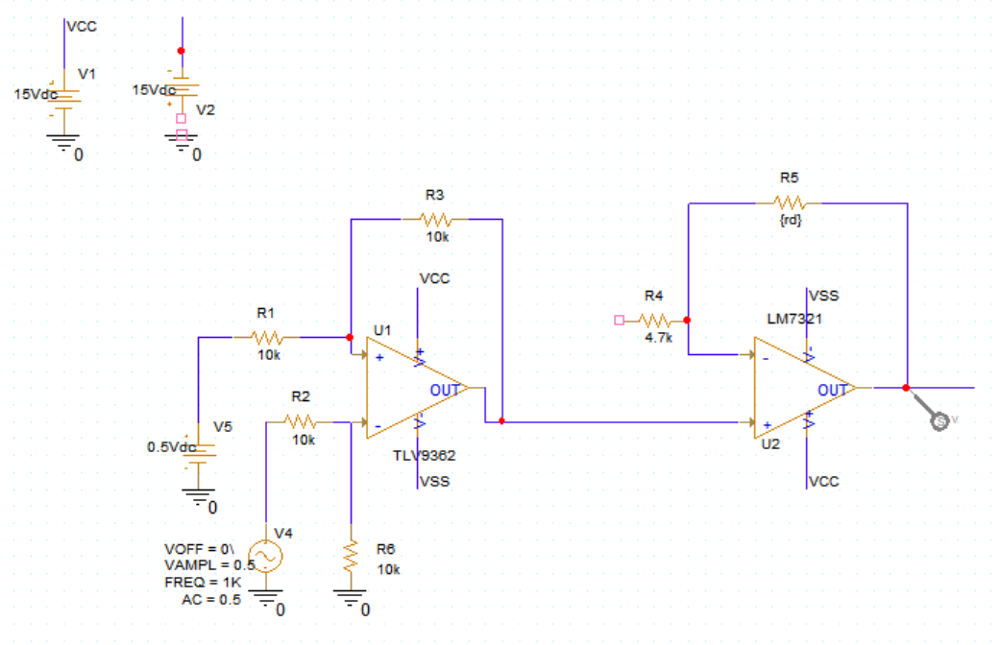 VCC
V1
15Vdc
0
15Vdc
V2
0
R3
10k
VCC
R1
10k
U1
+
OUT
-
R2
10k
TLV9362
VSS
V5
0.5Vdc
0
V4
VOFF = 0\
VAMPL = 0.5
FREQ = 1K
AC = 0.5
0
R6
10k
0
R5
{rd}
R4
4.7k
VSS
LM7321
-
OUT
+
U2
VCC
V